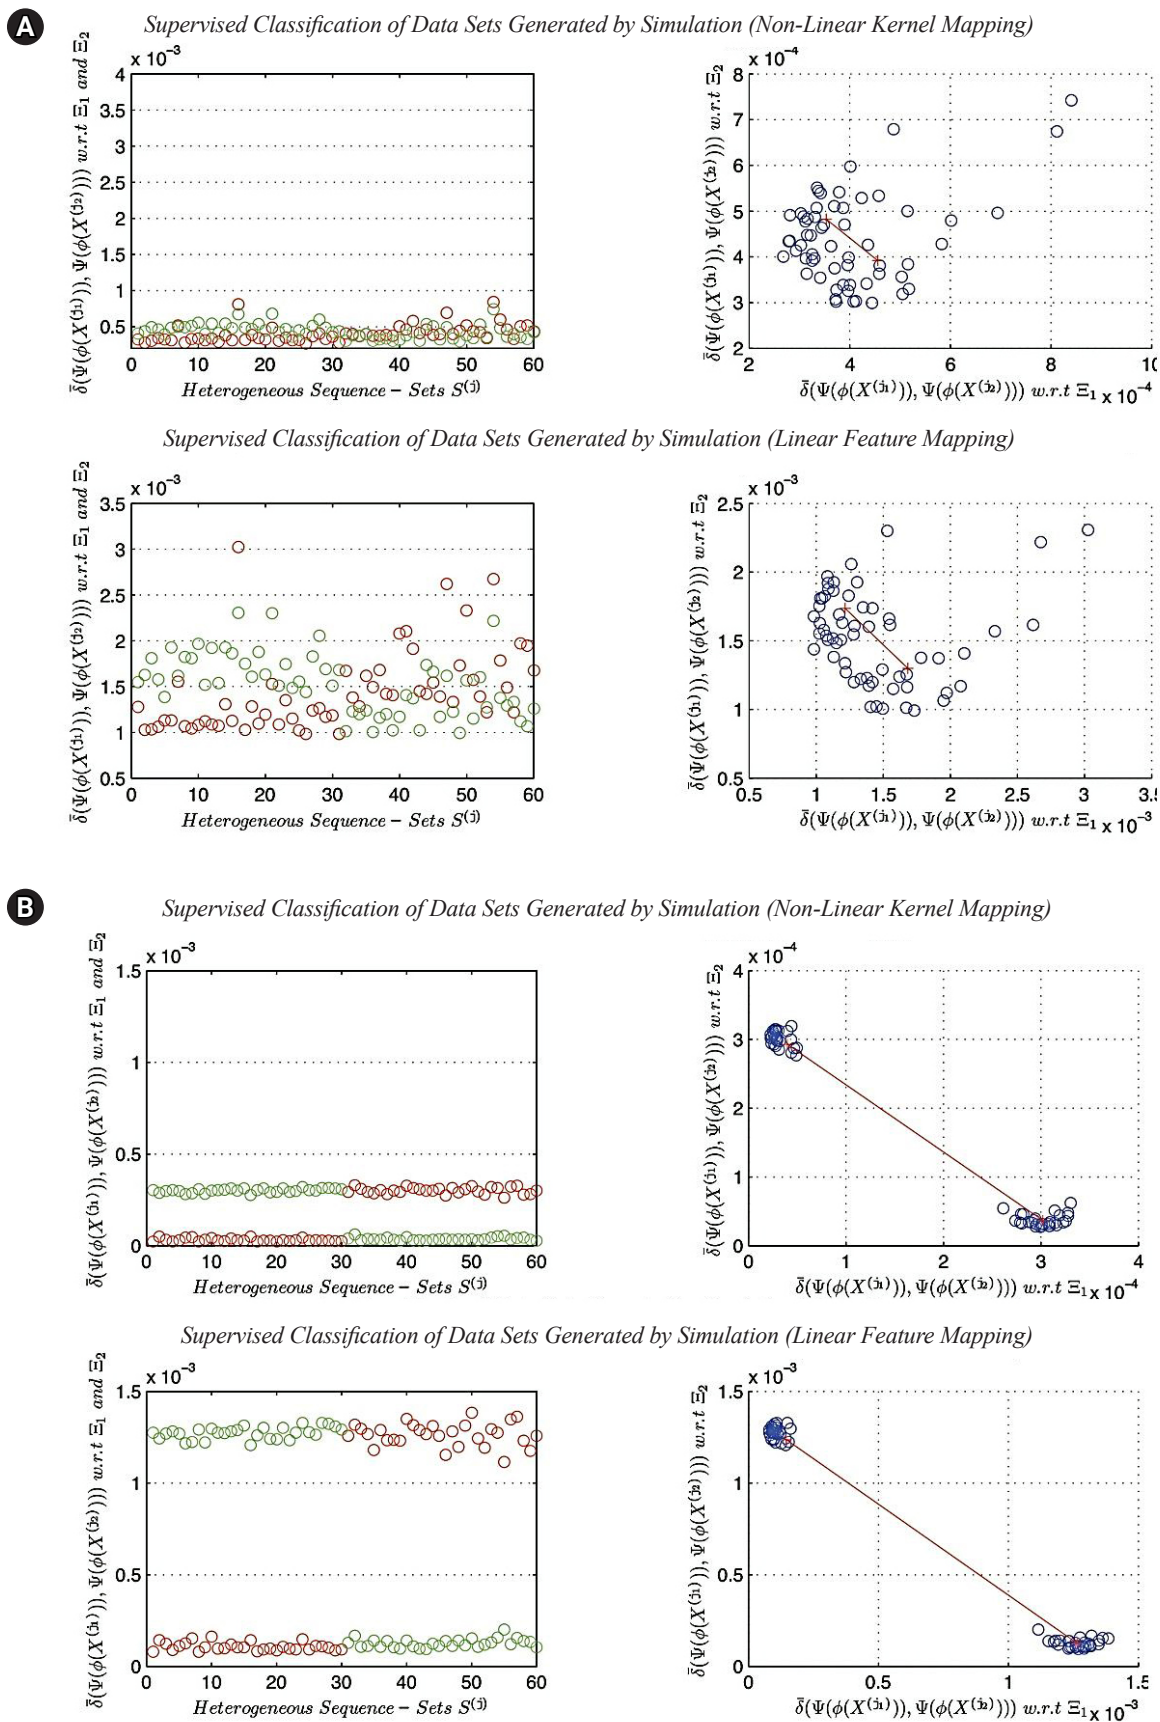 A
Supervised Classification of Data Sets Generated by Simulation (Non-Linear Kernel Mapping)
x 10⁻³
4
3.5
3
2.5
2
1.5
1
0.5
0 10 20 30 40 50 60
δ̄(Ψ(ϕ(X⁽ʲ¹⁾)), Ψ(ϕ(X⁽ʲ²⁾))) w.r.t Ξ₁ and Ξ₂
Heterogeneous Sequence − Sets S⁽ʲ⁾
x 10⁻⁴
8
7
6
5
4
3
2
2 4 6 8 10
δ̄(Ψ(ϕ(X⁽ʲ¹⁾)), Ψ(ϕ(X⁽ʲ²⁾))) w.r.t Ξ₂
δ̄(Ψ(ϕ(X⁽ʲ¹⁾)), Ψ(ϕ(X⁽ʲ²⁾))) w.r.t Ξ₁ x 10⁻⁴
Supervised Classification of Data Sets Generated by Simulation (Linear Feature Mapping)
x 10⁻³
3.5
3
2.5
2
1.5
1
0.5
0 10 20 30 40 50 60
δ̄(Ψ(ϕ(X⁽ʲ¹⁾)), Ψ(ϕ(X⁽ʲ²⁾))) w.r.t Ξ₁ and Ξ₂
Heterogeneous Sequence − Sets S⁽ʲ⁾
x 10⁻³
2.5
2
1.5
1
0.5
0.5 1 1.5 2 2.5 3 3.5
δ̄(Ψ(ϕ(X⁽ʲ¹⁾)), Ψ(ϕ(X⁽ʲ²⁾))) w.r.t Ξ₂
δ̄(Ψ(ϕ(X⁽ʲ¹⁾)), Ψ(ϕ(X⁽ʲ²⁾))) w.r.t Ξ₁ x 10⁻³
B
Supervised Classification of Data Sets Generated by Simulation (Non-Linear Kernel Mapping)
x 10⁻³
1.5
1
0.5
0
0 10 20 30 40 50 60
δ̄(Ψ(ϕ(X⁽ʲ¹⁾)), Ψ(ϕ(X⁽ʲ²⁾))) w.r.t Ξ₁ and Ξ₂
Heterogeneous Sequence − Sets S⁽ʲ⁾
x 10⁻⁴
4
3
2
1
0
0 1 2 3 4
δ̄(Ψ(ϕ(X⁽ʲ¹⁾)), Ψ(ϕ(X⁽ʲ²⁾))) w.r.t Ξ₂
δ̄(Ψ(ϕ(X⁽ʲ¹⁾)), Ψ(ϕ(X⁽ʲ²⁾))) w.r.t Ξ₁ x 10⁻⁴
Supervised Classification of Data Sets Generated by Simulation (Linear Feature Mapping)
x 10⁻³
1.5
1
0.5
0
0 10 20 30 40 50 60
δ̄(Ψ(ϕ(X⁽ʲ¹⁾)), Ψ(ϕ(X⁽ʲ²⁾))) w.r.t Ξ₁ and Ξ₂
Heterogeneous Sequence − Sets S⁽ʲ⁾
x 10⁻³
1.5
1
0.5
0
0 0.5 1 1.5
δ̄(Ψ(ϕ(X⁽ʲ¹⁾)), Ψ(ϕ(X⁽ʲ²⁾))) w.r.t Ξ₂
δ̄(Ψ(ϕ(X⁽ʲ¹⁾)), Ψ(ϕ(X⁽ʲ²⁾))) w.r.t Ξ₁ x 10⁻³